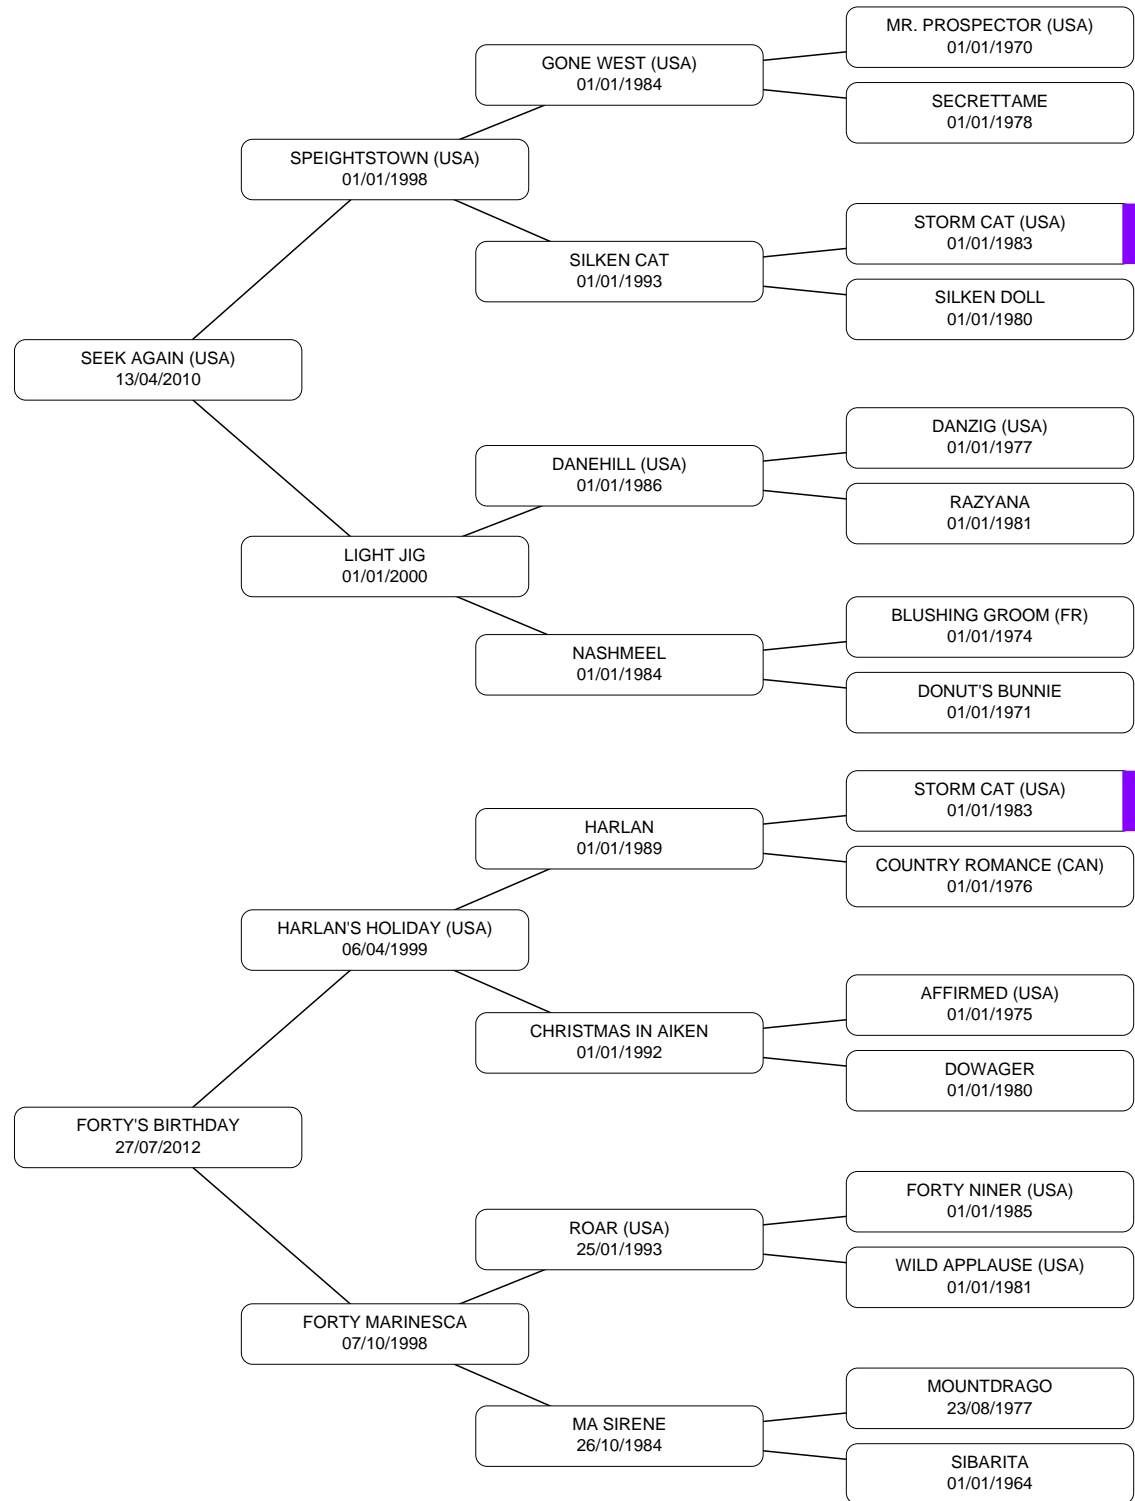 MR. PROSPECTOR (USA)
01/01/1970
GONE WEST (USA)
01/01/1984
SECRETTAME
01/01/1978
SPEIGHTSTOWN (USA)
01/01/1998
STORM CAT (USA)
01/01/1983
SILKEN CAT
01/01/1993
SILKEN DOLL
01/01/1980
SEEK AGAIN (USA)
13/04/2010
DANZIG (USA)
01/01/1977
DANEHILL (USA)
01/01/1986
RAZYANA
01/01/1981
LIGHT JIG
01/01/2000
BLUSHING GROOM (FR)
01/01/1974
NASHMEEL
01/01/1984
DONUT'S BUNNIE
01/01/1971
STORM CAT (USA)
01/01/1983
HARLAN
01/01/1989
COUNTRY ROMANCE (CAN)
01/01/1976
HARLAN'S HOLIDAY (USA)
06/04/1999
AFFIRMED (USA)
01/01/1975
CHRISTMAS IN AIKEN
01/01/1992
DOWAGER
01/01/1980
FORTY'S BIRTHDAY
27/07/2012
FORTY NINER (USA)
01/01/1985
ROAR (USA)
25/01/1993
WILD APPLAUSE (USA)
01/01/1981
FORTY MARINESCA
07/10/1998
MOUNTDRAGO
23/08/1977
MA SIRENE
26/10/1984
SIBARITA
01/01/1964